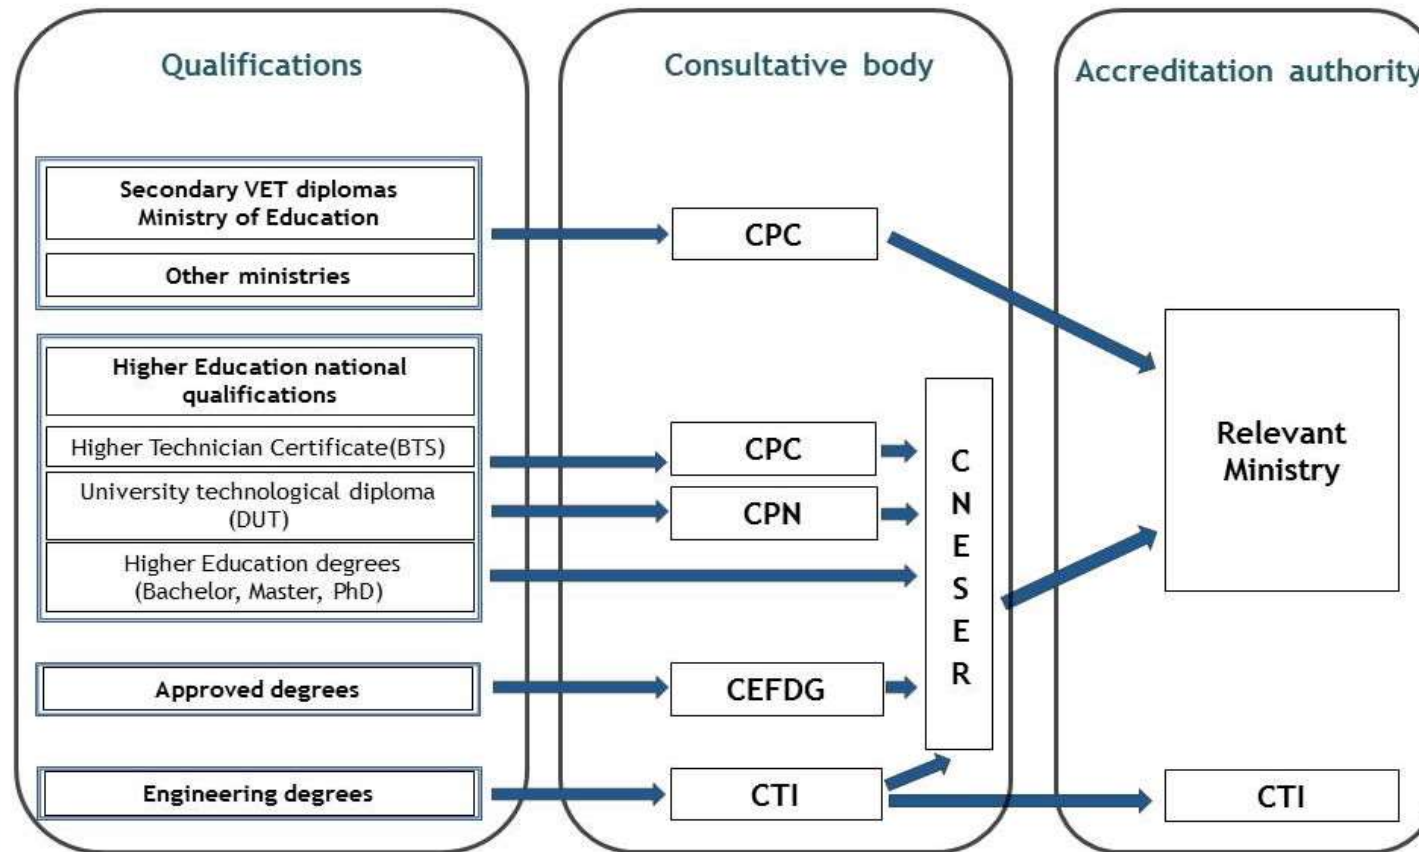 Qualifications
Consultative body
Accreditation authority
Secondary VET diplomas
Ministry of Education
Other ministries
CPC
Higher Education national
qualifications
Higher Technician Certificate(BTS)
University technological diploma
(DUT)
Higher Education degrees
(Bachelor, Master, PhD)
CPC
CPN
C
N
E
S
E
R
Relevant
Ministry
Approved degrees
CEFDG
Engineering degrees
CTI
CTI